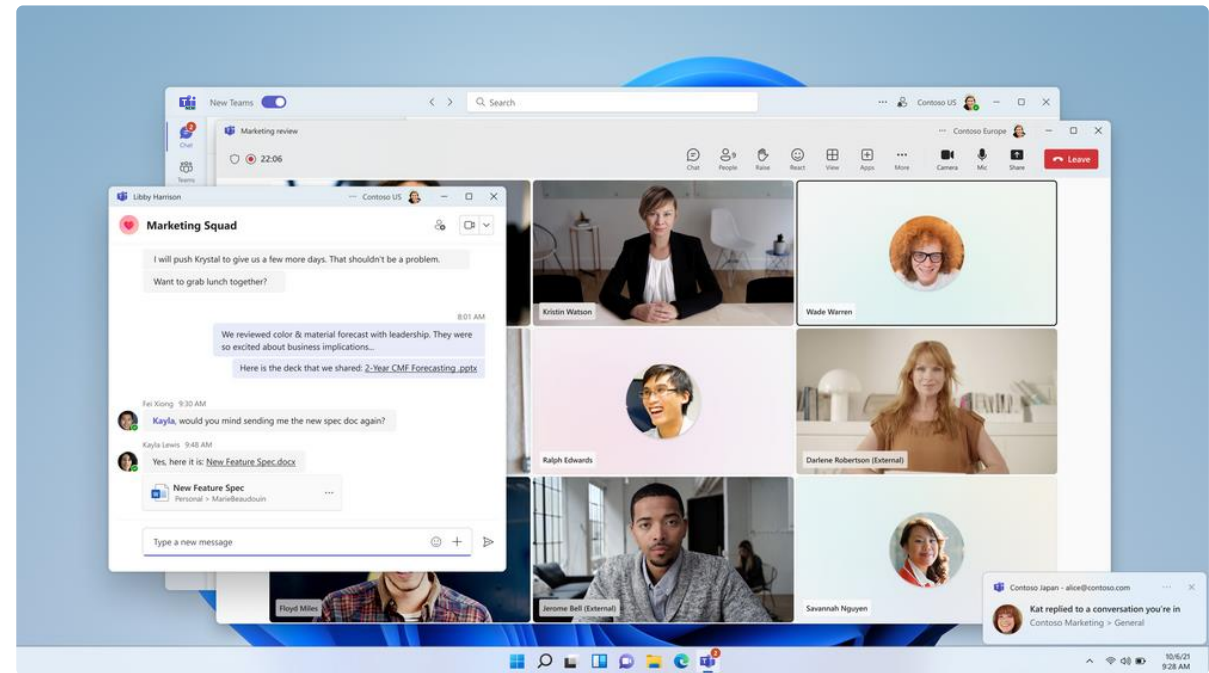 New Teams
Search
Contoso US
NEW
2
Chat
Teams
Marketing review
Contoso Europe
22:06
Chat
People
9
Raise
React
View
Apps
More
Camera
Mic
Share
Leave
Libby Harrison
Contoso US
Marketing Squad
I will push Krystal to give us a few more days. That shouldn't be a problem.
Want to grab lunch together?
8:01 AM
We reviewed color & material forecast with leadership. They were
so excited about business implications...
Here is the deck that we shared: 2-Year CMF Forecasting .pptx
Fei Xiong 9:30 AM
Kayla, would you mind sending me the new spec doc again?
Kayla Lewis 9:48 AM
Yes, here it is: New Feature Spec.docx
New Feature Spec
Personal > MarieBeaudouin
Type a new message
Kristin Watson
Wade Warren
Ralph Edwards
Darlene Robertson (External)
Floyd Miles
Jerome Bell (External)
Savannah Nguyen
Contoso Japan - alice@contoso.com
Kat replied to a conversation you're in
Contoso Marketing > General
2
10/6/21
9:28 AM